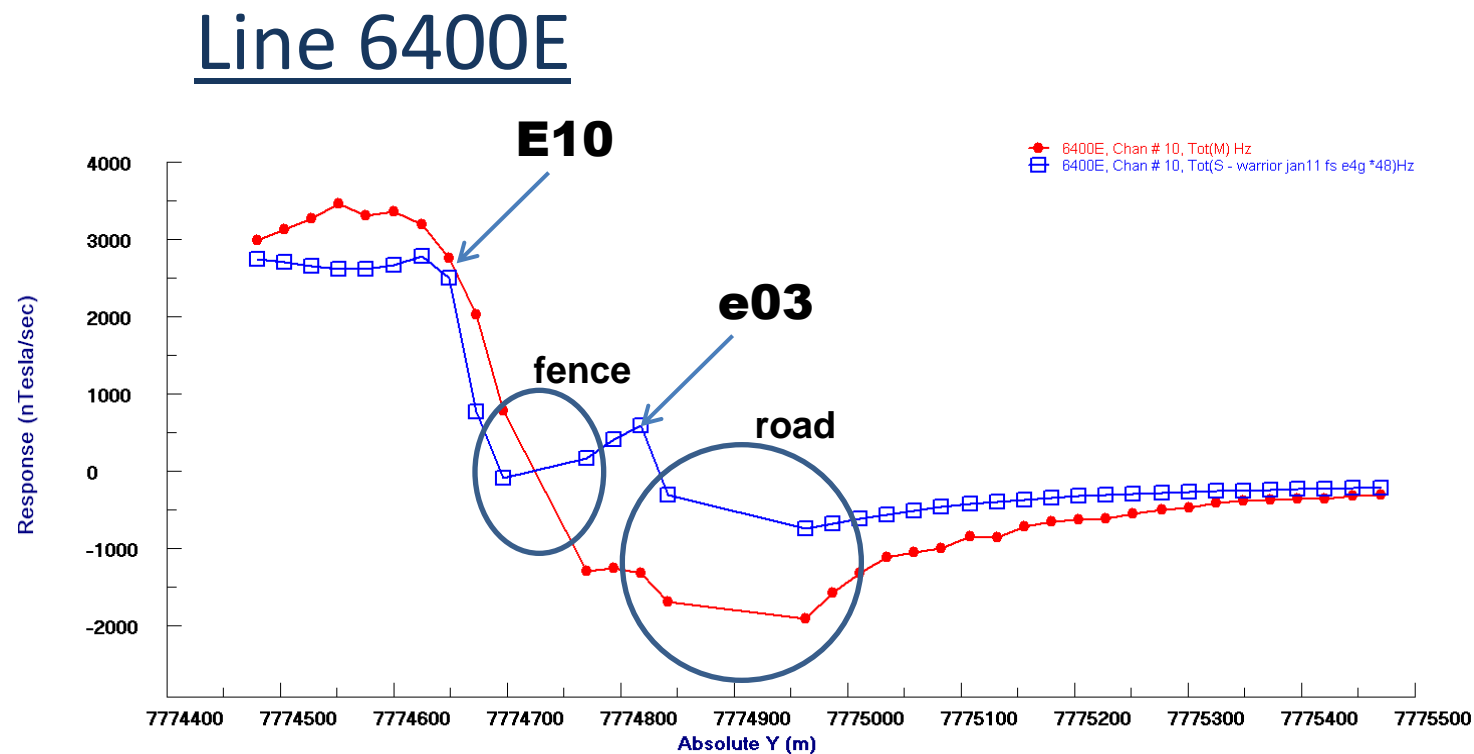 Line 6400E
E10
6400E, Chan # 10, Tot(M) Hz
6400E, Chan # 10, Tot(S - warrior jan11 fs e4g *48)Hz
e03
fence
road
Response (nTesla/sec)
4000
3000
2000
1000
0
-1000
-2000
7774400 7774500 7774600 7774700 7774800 7774900 7775000 7775100 7775200 7775300 7775400 7775500
Absolute Y (m)